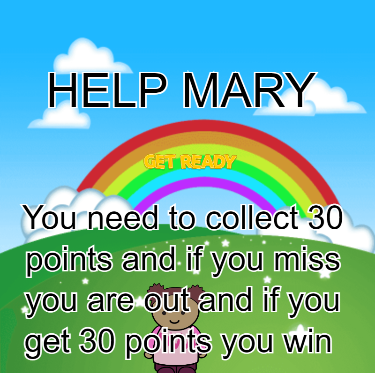 HELP MARY
GET READY
You need to collect 30
points and if you miss
you are out and if you
get 30 points you win